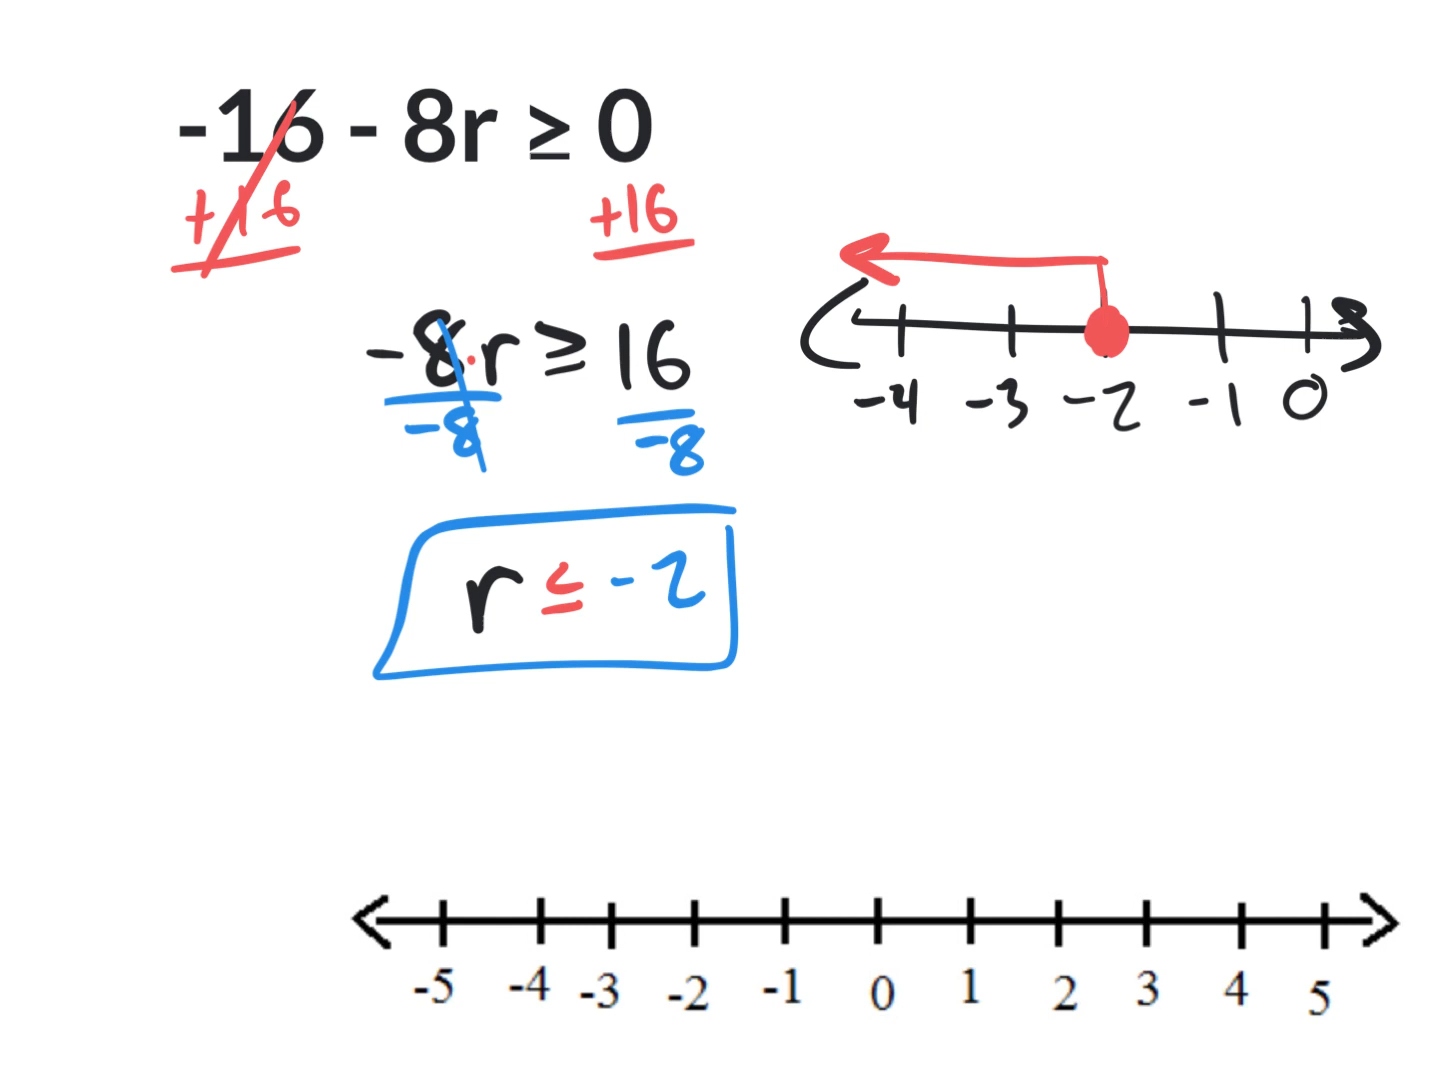 -16 - 8r ≥ 0
+16 +16
-8·r ≥ 16
-8 -8
r ≤ -2
-4 -3 -2 -1 0
-5 -4 -3 -2 -1 0 1 2 3 4 5